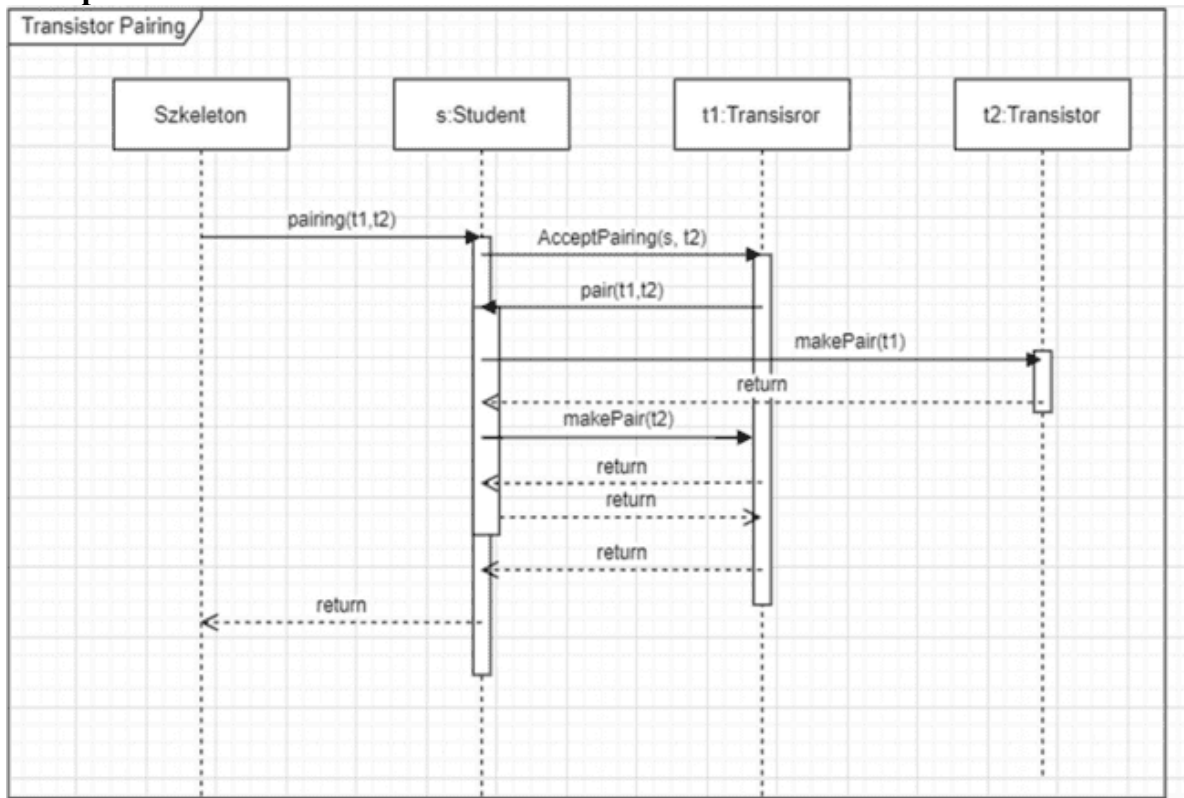 Transistor Pairing
Szkeleton
s:Student
t1:Transisror
t2:Transistor
pairing(t1,t2)
AcceptPairing(s, t2)
pair(t1,t2)
makePair(t1)
return
makePair(t2)
return
return
return
return